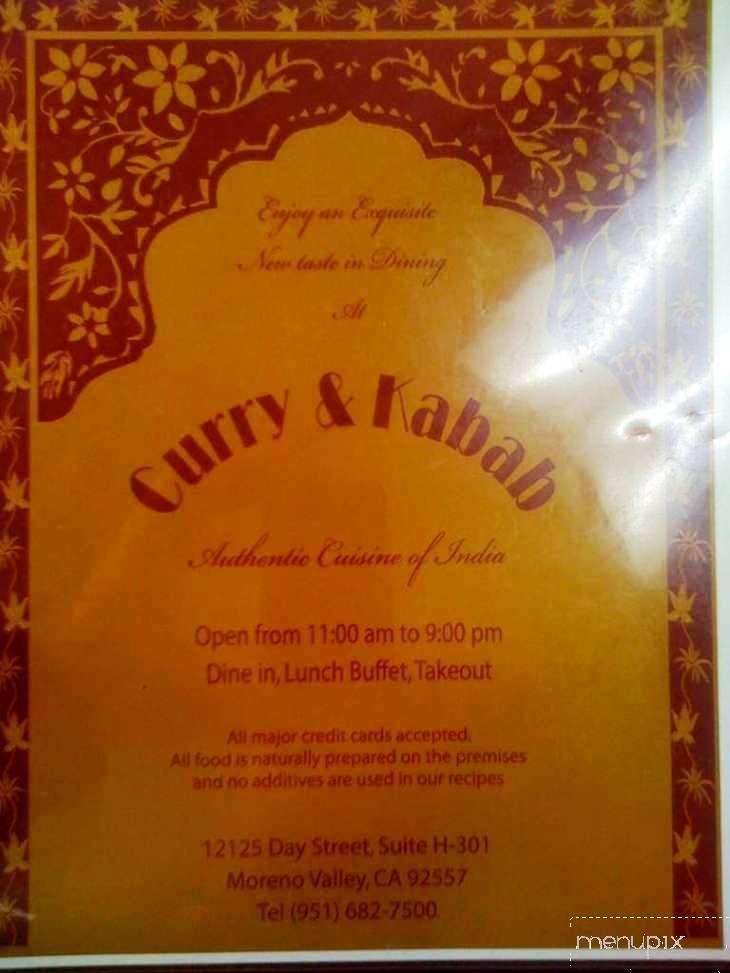 Enjoy an Exquisite
New taste in Dining
At
Curry & Kabab
Authentic Cuisine of India
Open from 11:00 am to 9:00 pm
Dine in, Lunch Buffet, Takeout
All major credit cards accepted.
All food is naturally prepared on the premises
and no additives are used in our recipes
12125 Day Street, Suite H-301
Moreno Valley, CA 92557
Tel (951) 682-7500
menupix